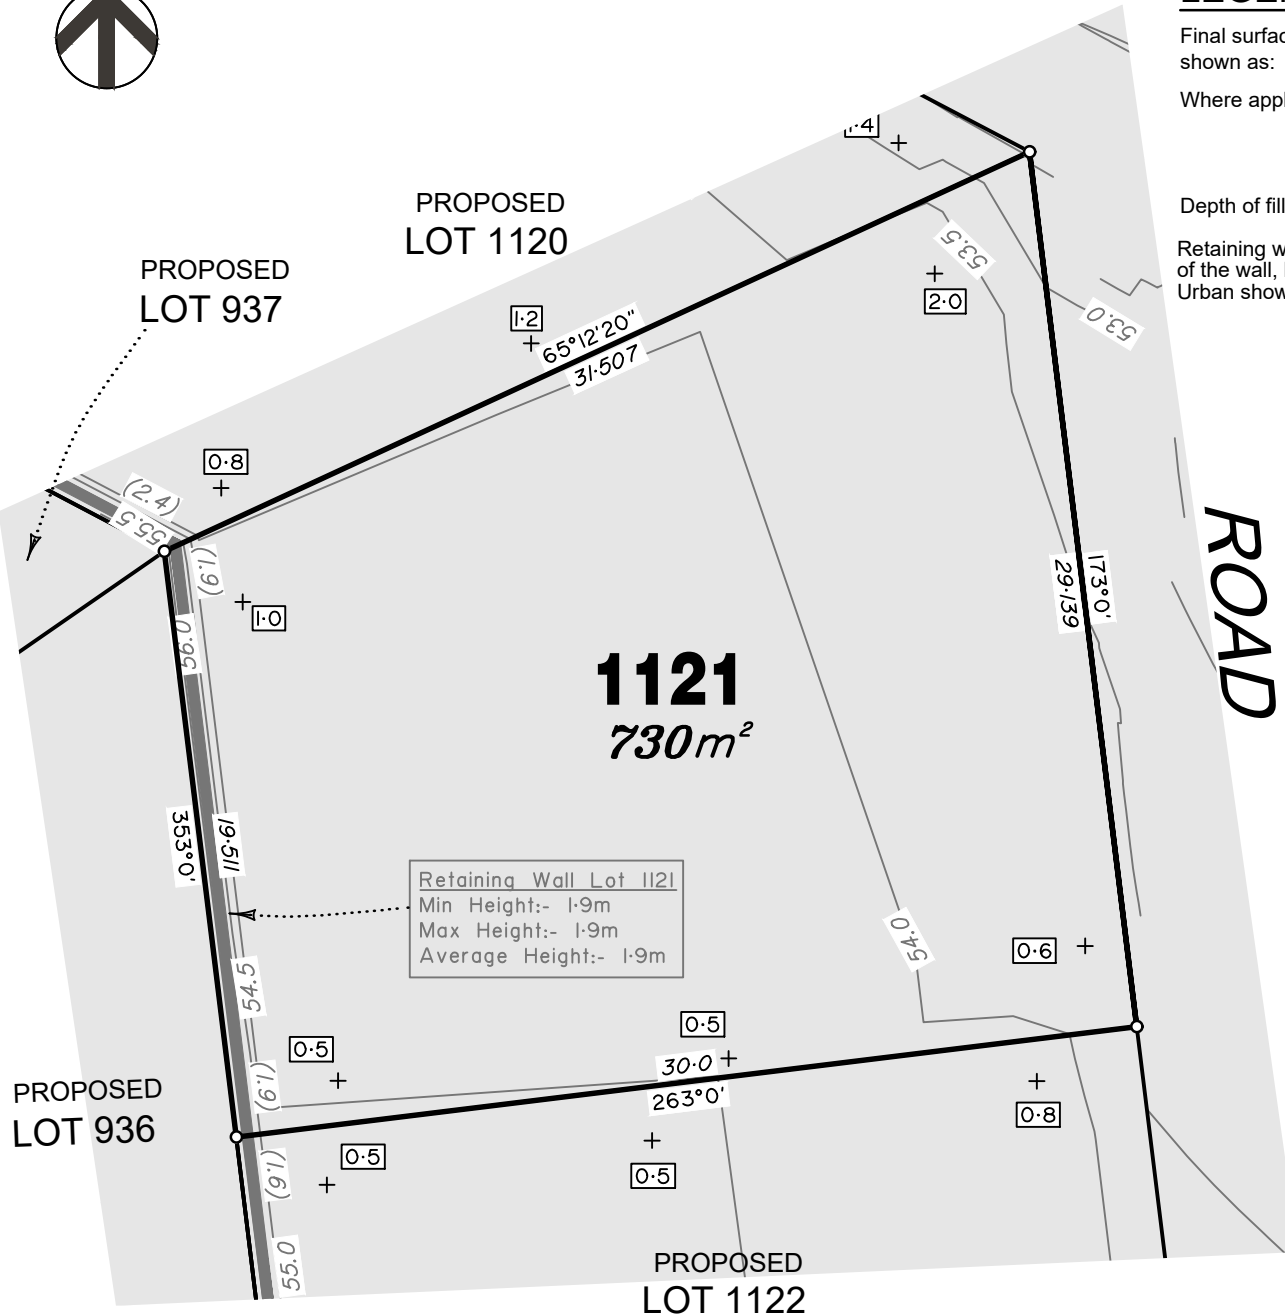 Final
shown as:
Where
Depth of fill
Retaining
of the wall,
Urban
PROPOSED
LOT 1120
PROPOSED
LOT 937
53.5
2·0
53.0
1·2
65°12'20"
31·507
0·8
(2.4)
55.5
(1.9)
1·0
56.0
1121
730m²
173°0'
29·139
ROAD
353°0'
19·511
Retaining Wall Lot 1121
Min Height:- 1·9m
Max Height:- 1·9m
Average Height:- 1·9m
54.0
0·6
54.5
0·5
0·5
30·0
263°0'
(1.9)
PROPOSED
LOT 936
0·8
0·5
0·5
55.0
PROPOSED
LOT 1122